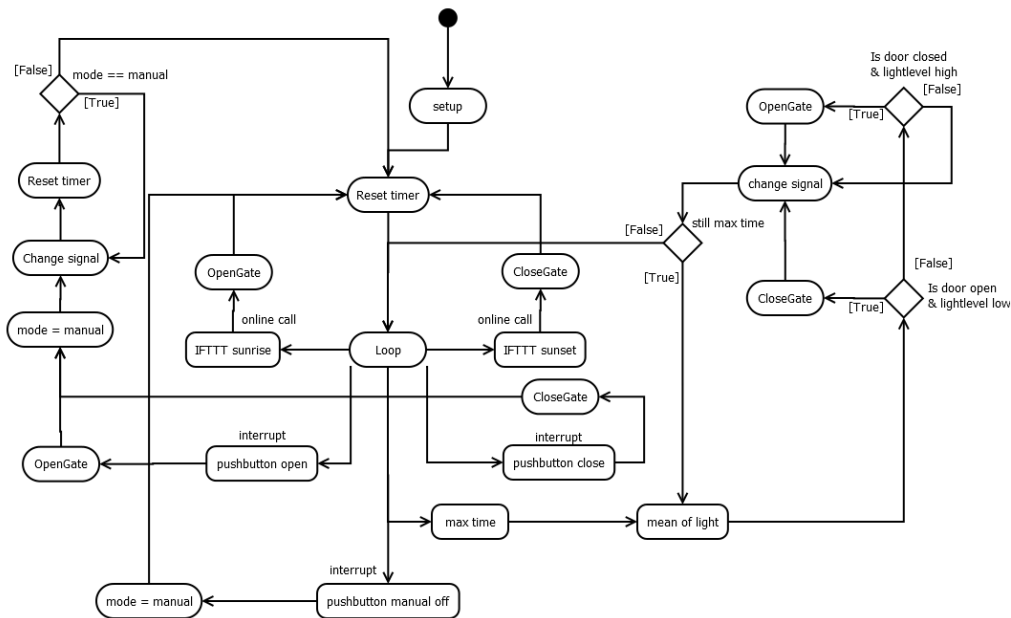 [False]
mode == manual
[True]
setup
Is door closed
& lightlevel high
[False]
OpenGate
[True]
Reset timer
Reset timer
change signal
still max time
[False]
Change signal
OpenGate
CloseGate
[True]
[False]
Is door open
& lightlevel low
CloseGate
[True]
mode = manual
online call
online call
IFTTT sunrise
Loop
IFTTT sunset
CloseGate
interrupt
interrupt
OpenGate
pushbutton open
pushbutton close
max time
mean of light
interrupt
mode = manual
pushbutton manual off